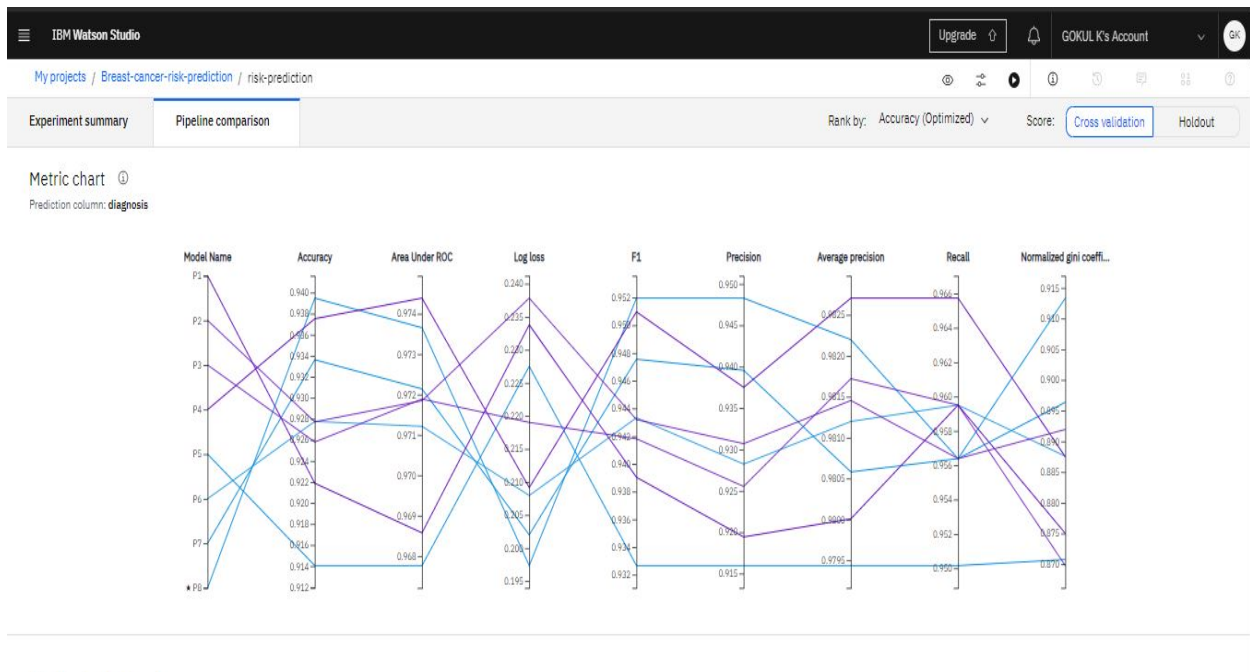 IBM Watson Studio
Upgrade
GOKUL K's Account
GK
My projects / Breast-cancer-risk-prediction / risk-prediction
Experiment summary
Pipeline comparison
Rank by: Accuracy (Optimized)
Score: Cross validation Holdout
Metric chart
Prediction column: diagnosis
Model Name
P1
P2
P3
P4
P5
P6
P7
★ P8
Accuracy
0.940
0.938
0.936
0.934
0.932
0.930
0.928
0.926
0.924
0.922
0.920
0.918
0.916
0.914
0.912
Area Under ROC
0.974
0.973
0.972
0.971
0.970
0.969
0.968
Log loss
0.240
0.235
0.230
0.225
0.220
0.215
0.210
0.205
0.200
0.195
F1
0.952
0.950
0.948
0.946
0.944
0.942
0.940
0.938
0.936
0.934
0.932
Precision
0.950
0.945
0.940
0.935
0.930
0.925
0.920
0.915
Average precision
0.9825
0.9820
0.9815
0.9810
0.9805
0.9800
0.9795
Recall
0.966
0.964
0.962
0.960
0.958
0.956
0.954
0.952
0.950
Normalized gini coeffi...
0.915
0.910
0.905
0.900
0.895
0.890
0.885
0.880
0.875
0.870